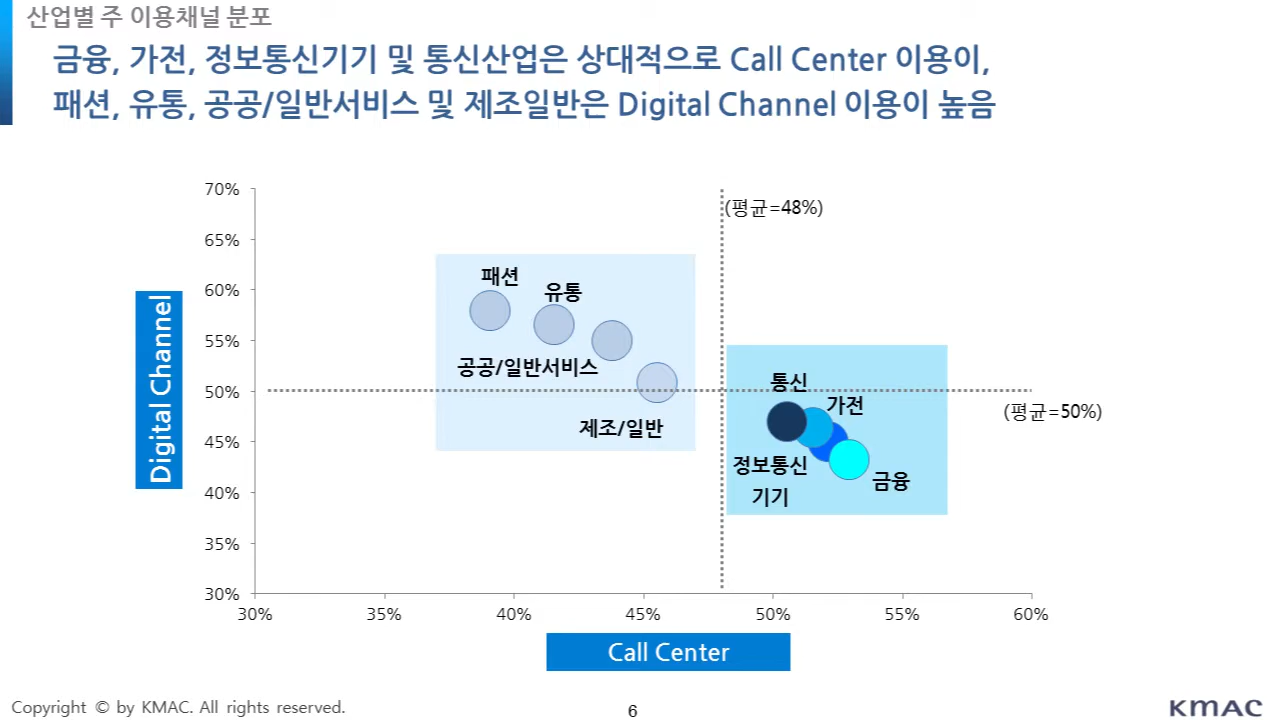 산업별 주 이용채널 분포
금융, 가전, 정보통신기기 및 통신산업은 상대적으로 Call Center 이용이,
패션, 유통, 공공/일반서비스 및 제조일반은 Digital Channel 이용이 높음
70%
(평균=48%)
65%
패션
유통
60%
55%
공공/일반서비스
통신
50%
가전
(평균=50%)
제조/일반
45%
정보통신
기기
금융
40%
35%
30%
Digital Channel
30%
35%
40%
45%
50%
55%
60%
Call Center
Copyright © by KMAC. All rights reserved.
6
KMAC